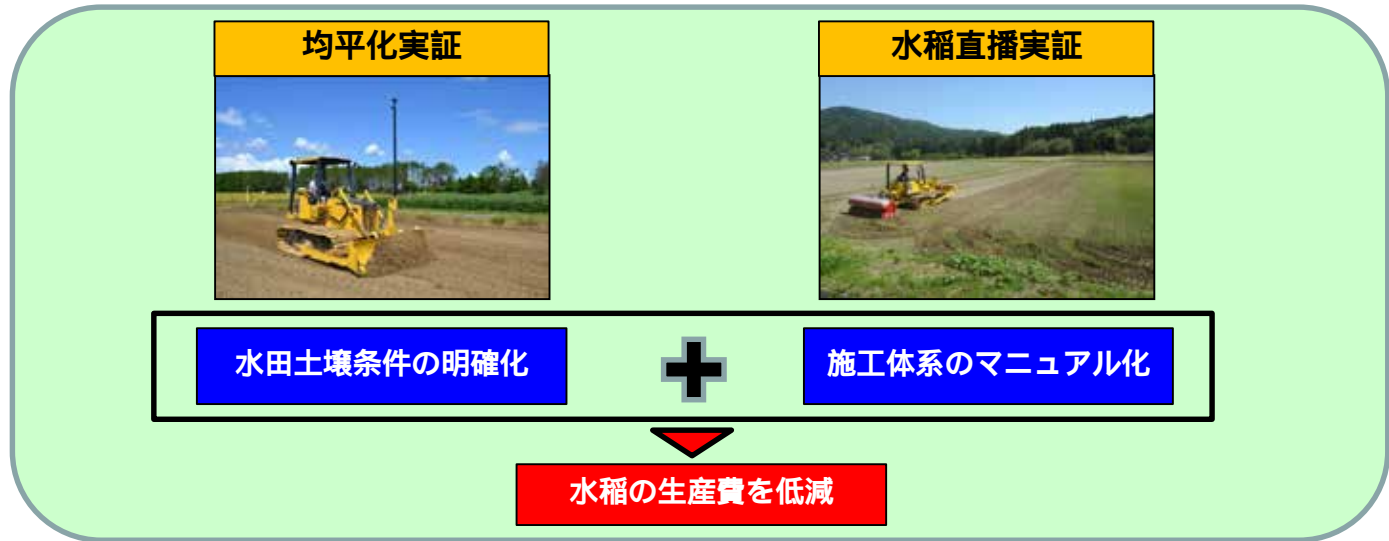 均平化実証
水稲直播実証
水田土壌条件の明確化
施工体系のマニュアル化
水稲の生産費を低減